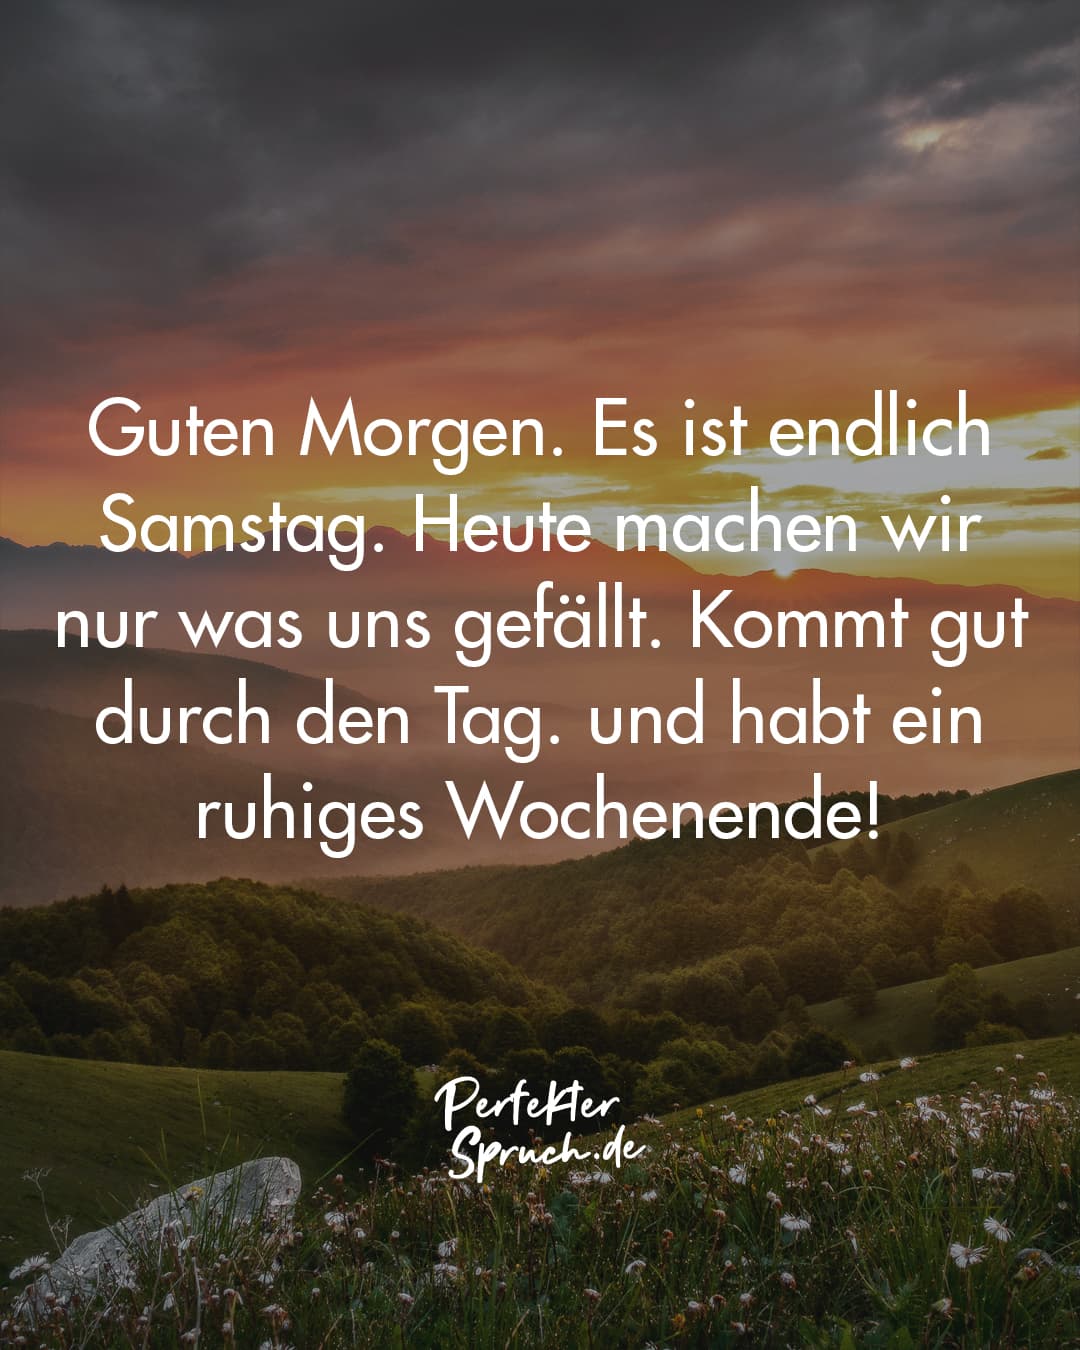 Guten Morgen. Es ist endlich
Samstag. Heute machen wir
nur was uns gefällt. Kommt gut
durch den Tag. und habt ein
ruhiges Wochenende!
Perfekter
Spruch.de